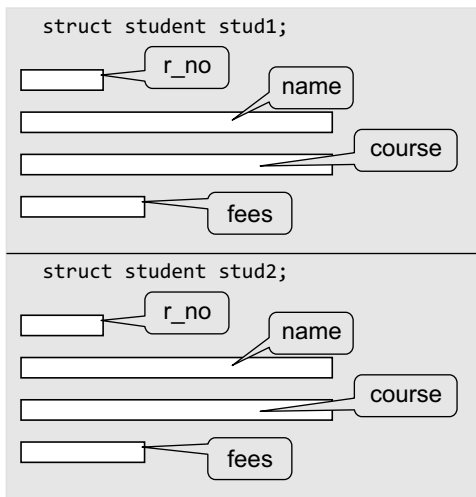 struct student stud1;
r_no
name
course
fees
struct student stud2;
r_no
name
course
fees